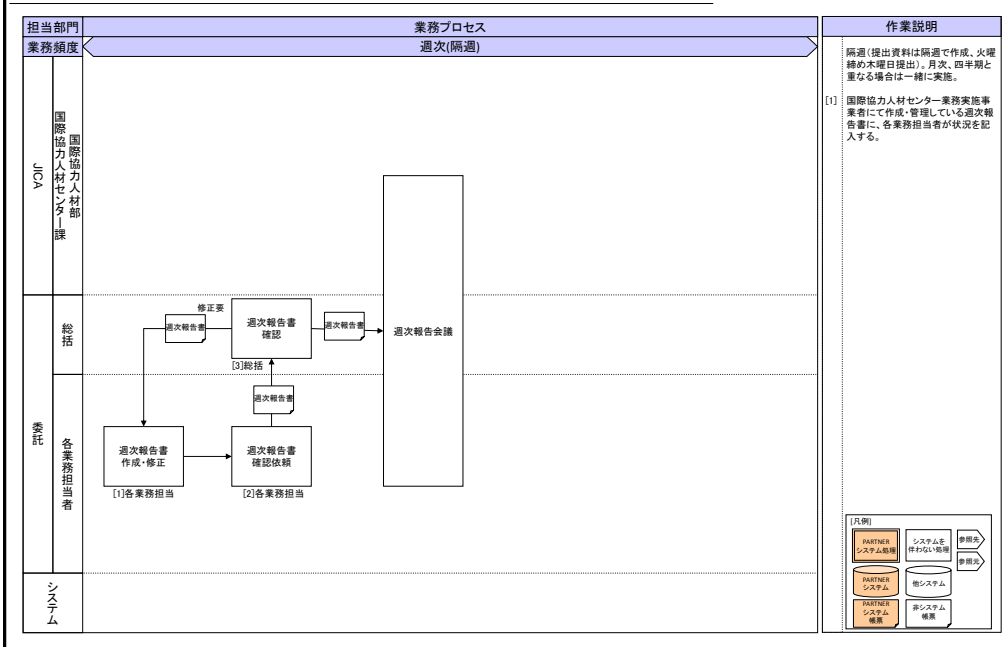 担当部門
業務プロセス
作業説明
業務頻度
週次(隔週)
隔週(提出資料は隔週で作成、火曜
締め木曜日提出)。月次、四半期と
重なる場合は一緒に実施。
[1] 国際協力人材センター業務実施事
業者にて作成・管理している週次報
告書に、各業務担当者が状況を記
入する。
JICA
国際協力人材部
国際協力人材センター課
委託
総括
修正要
週次報告書
週次報告書
確認
週次報告書
週次報告会議
[3]総括
週次報告書
各業務担当者
週次報告書
作成・修正
週次報告書
確認依頼
[1]各業務担当
[2]各業務担当
システム
[凡例]
PARTNER
システム処理
システムを
伴わない処理
参照先
参照元
PARTNER
システム
他システム
PARTNER
システム
帳票
非システム
帳票